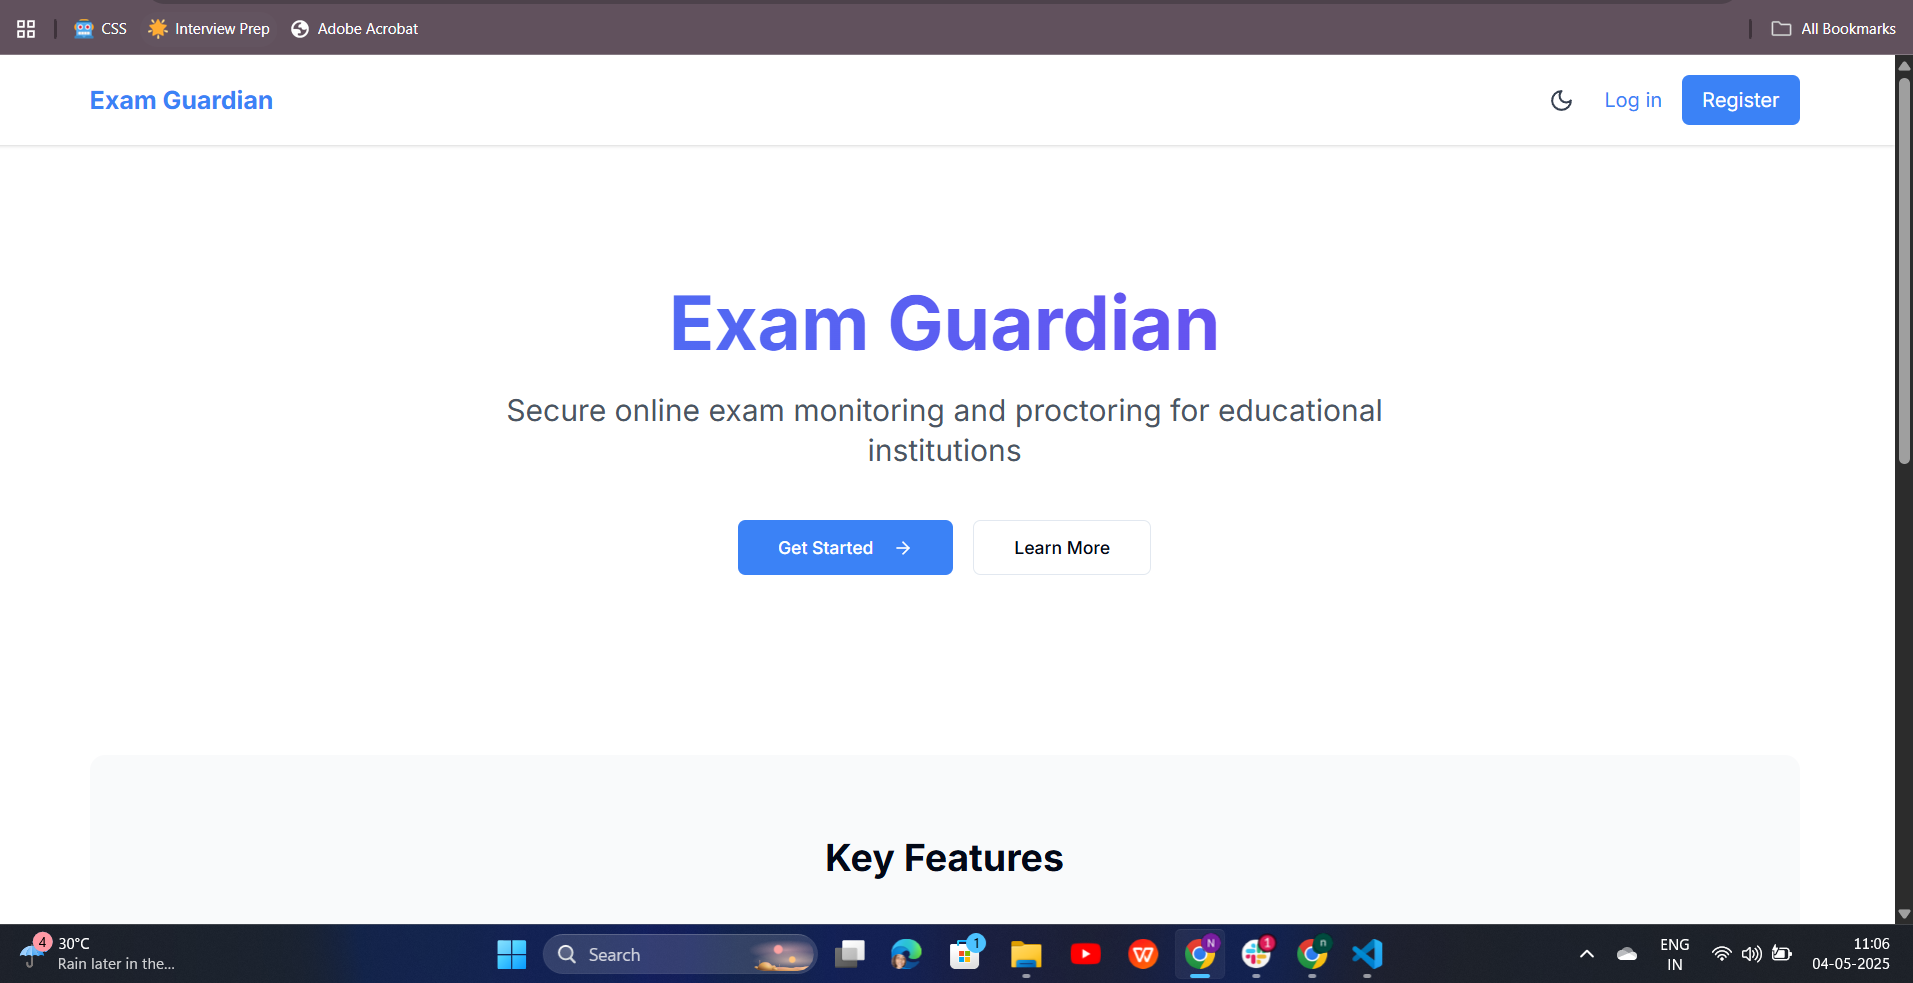 CSS
Interview Prep
Adobe Acrobat
All Bookmarks
Exam Guardian
Log in
Register
Exam Guardian
Secure online exam monitoring and proctoring for educational
institutions
Get Started
Learn More
Key Features
4
30°C
Rain later in the...
Search
1
N
1
n
ENG
IN
11:06
04-05-2025